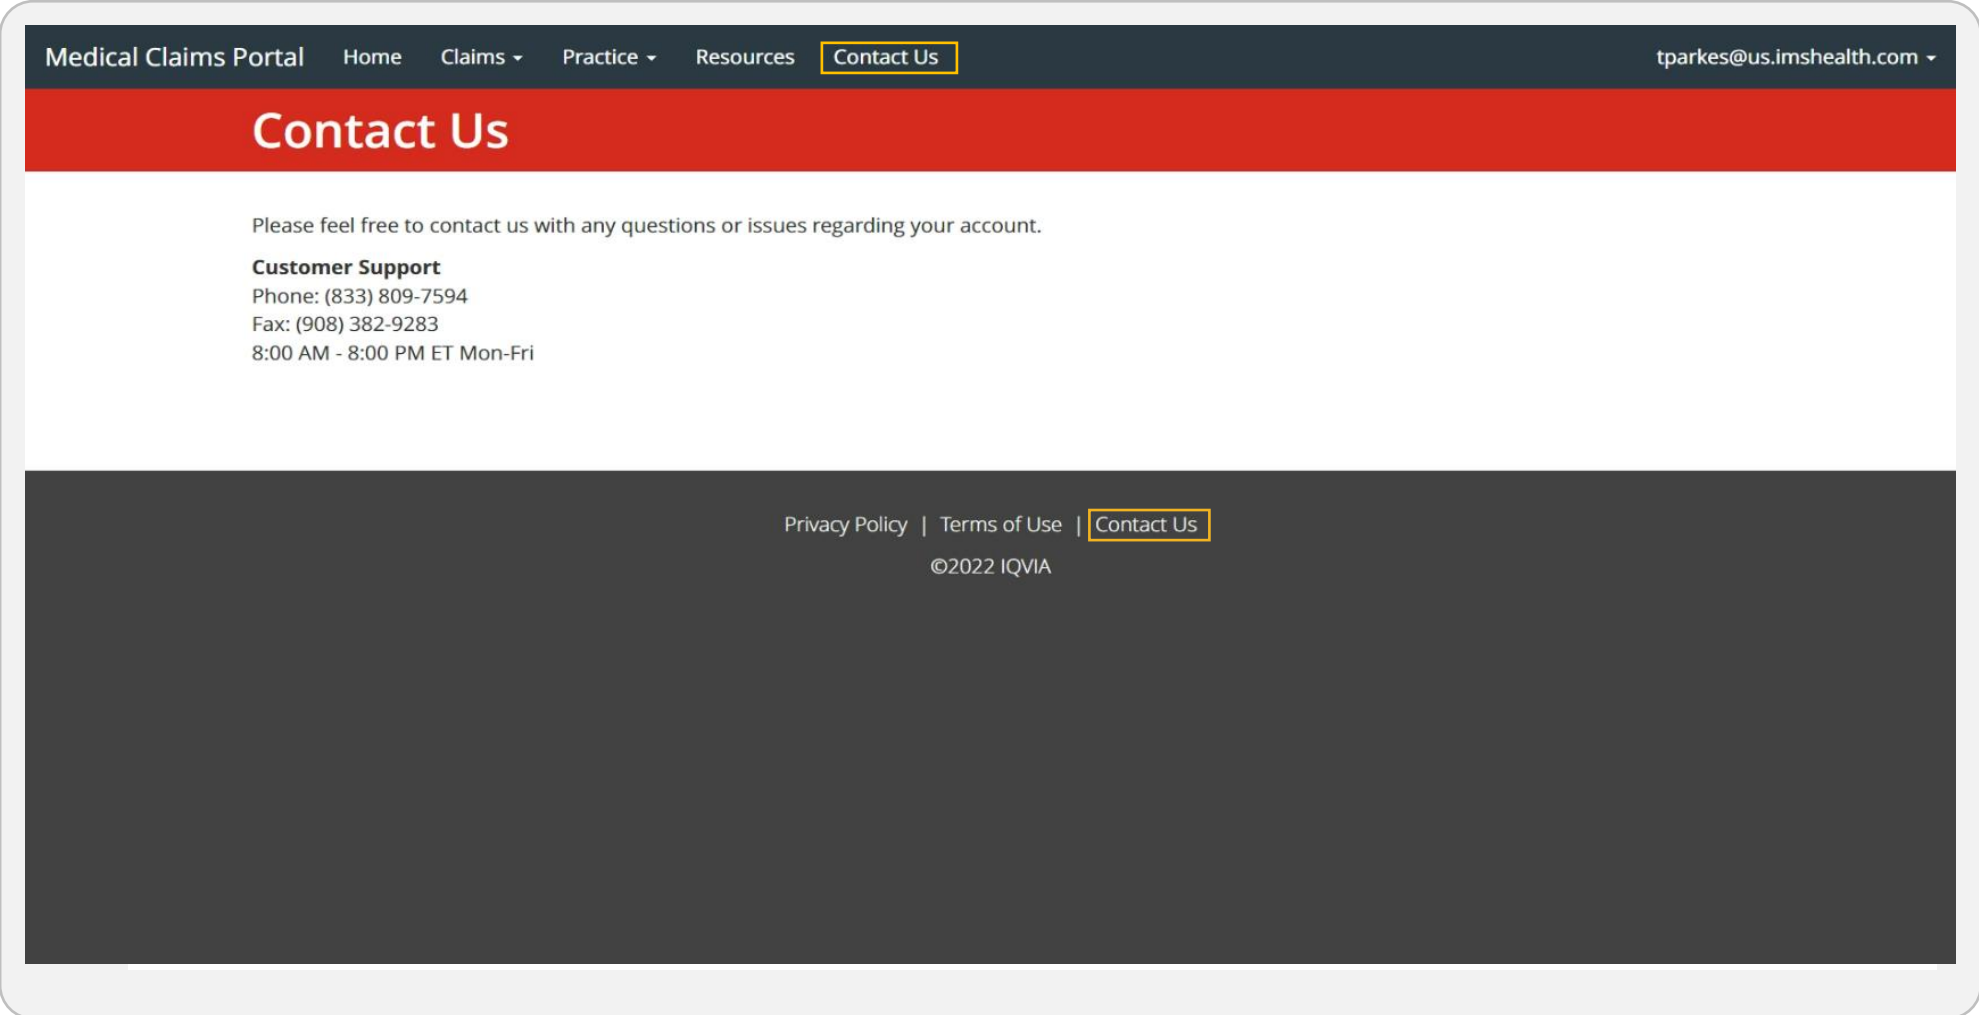 Medical Claims Portal Home Claims Practice Resources Contact Us tparkes@us.imshealth.com
Contact Us
Please feel free to contact us with any questions or issues regarding your account.
Customer Support
Phone: (833) 809-7594
Fax: (908) 382-9283
8:00 AM - 8:00 PM ET Mon-Fri
Privacy Policy | Terms of Use | Contact Us
©2022 IQVIA